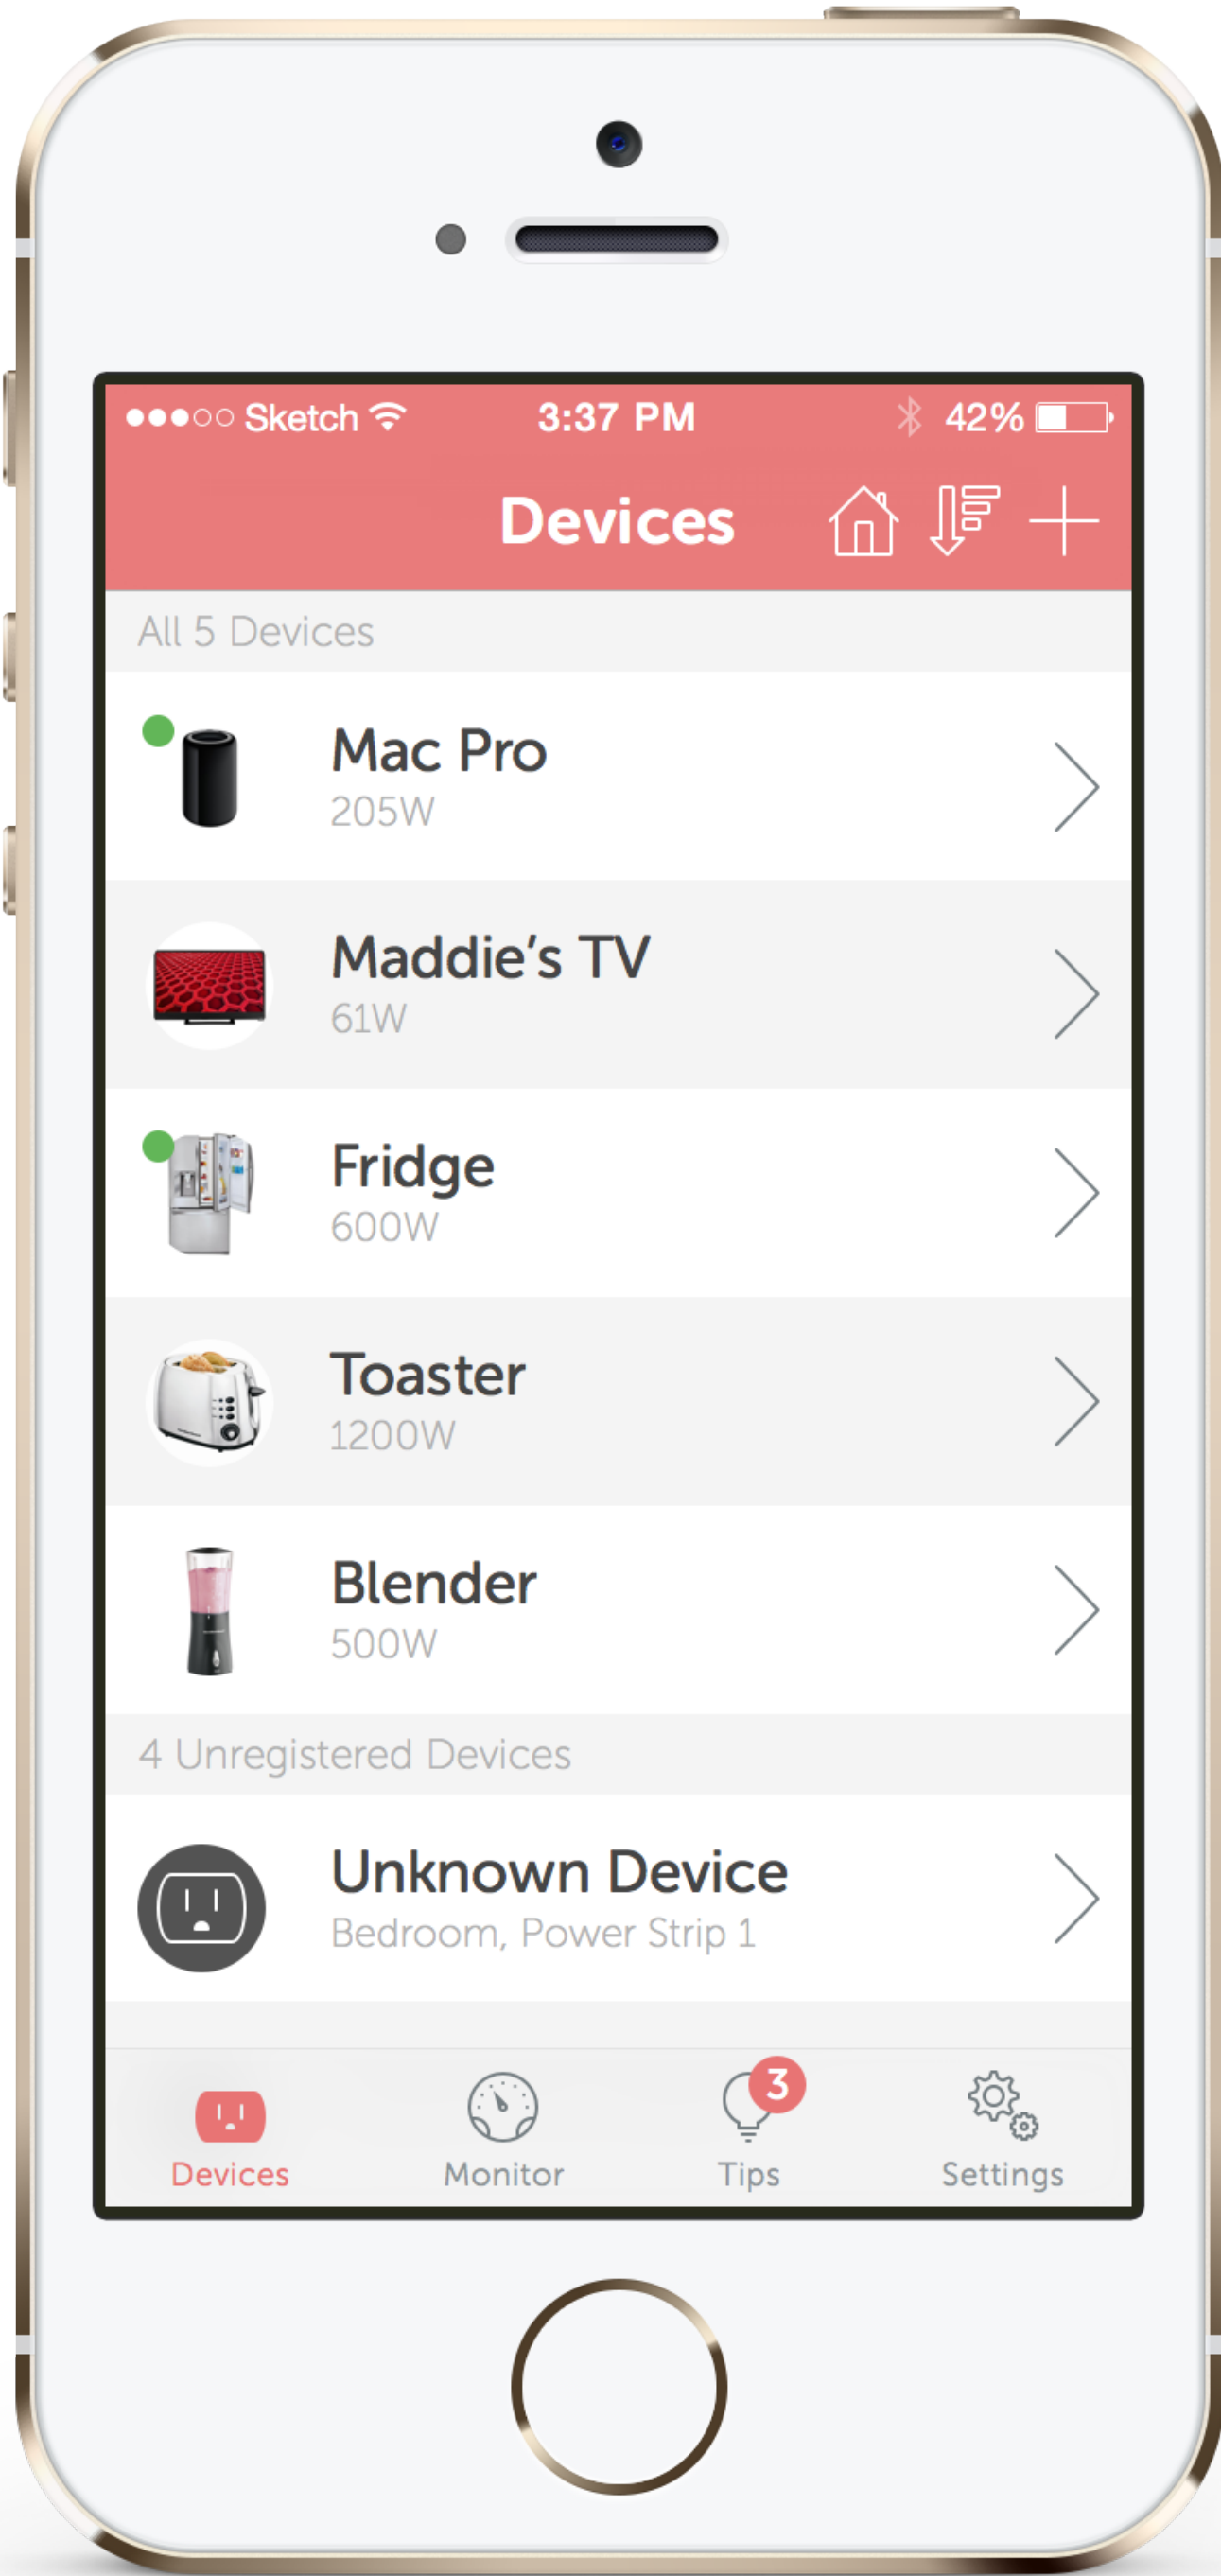 Sketch 3:37 PM 42%
Devices
All 5 Devices
Mac Pro
205W
Maddie’s TV
61W
Fridge
600W
Toaster
1200W
Blender
500W
4 Unregistered Devices
Unknown Device
Bedroom, Power Strip 1
3
Devices Monitor Tips Settings